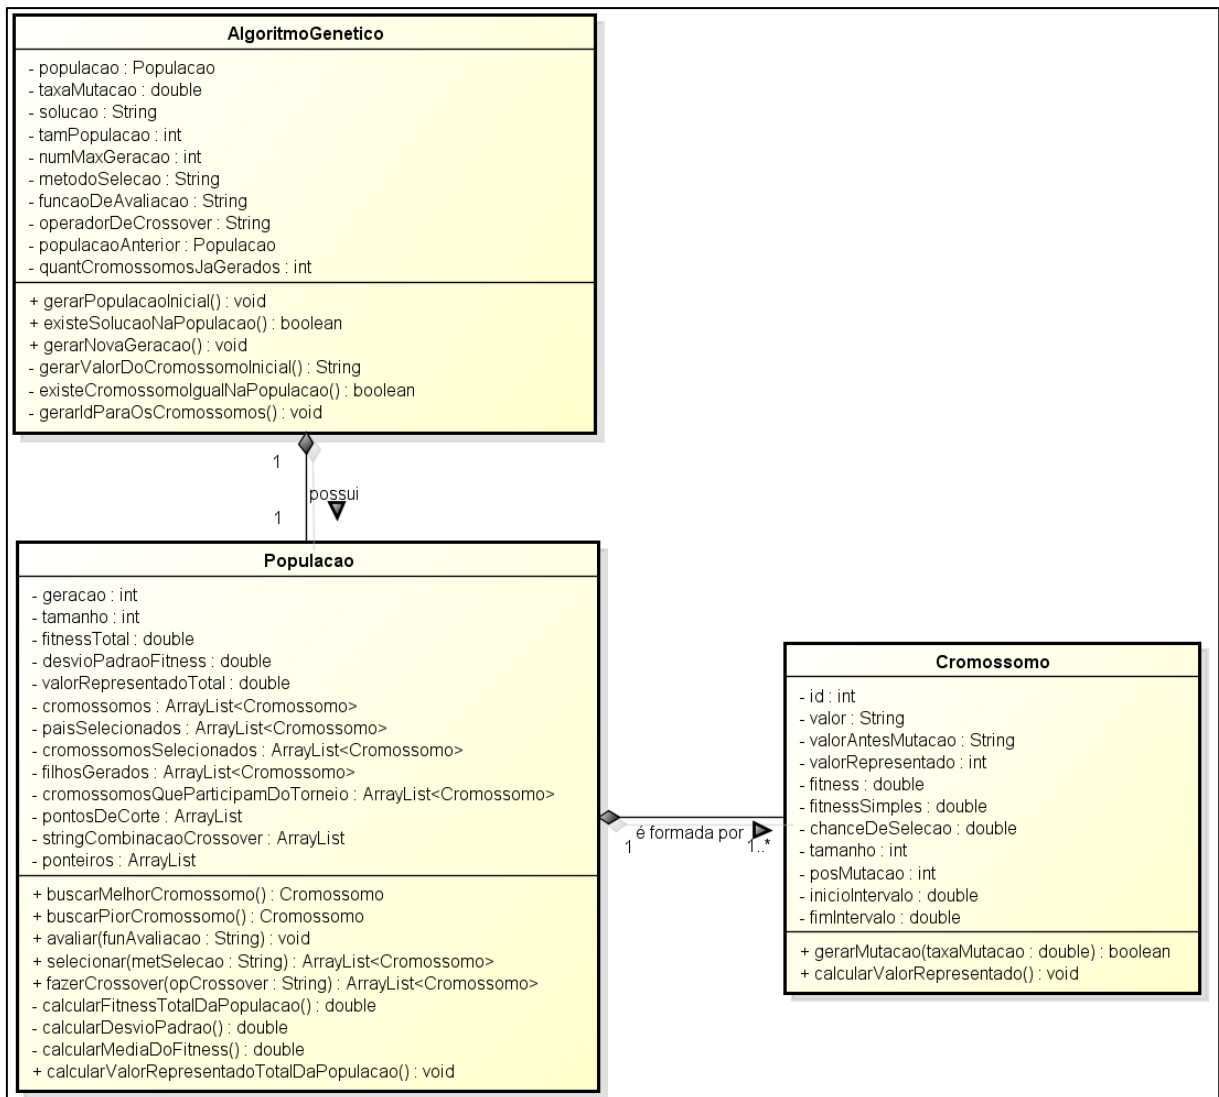 AlgoritmoGenetico
- populacao : Populacao
- taxaMutacao : double
- solucao : String
- tamPopulacao : int
- numMaxGeracao : int
- metodoSelecao : String
- funcaoDeAvaliacao : String
- operadorDeCrossover : String
- populacaoAnterior : Populacao
- quantCromossomosJaGerados : int
+ gerarPopulacaoInicial() : void
+ existeSolucaoNaPopulacao() : boolean
+ gerarNovaGeracao() : void
- gerarValorDoCromossomoInicial() : String
- existeCromossomoIgualNaPopulacao() : boolean
- gerarIdParaOsCromossomos() : void
1
possui
1
Populacao
- geracao : int
- tamanho : int
- fitnessTotal : double
- desvioPadraoFitness : double
- valorRepresentadoTotal : double
- cromossomos : ArrayList<Cromossomo>
- paisSelecionados : ArrayList<Cromossomo>
- cromossomosSelecionados : ArrayList<Cromossomo>
- filhosGerados : ArrayList<Cromossomo>
- cromossomosQueParticipamDoTorneio : ArrayList<Cromossomo>
- pontosDeCorte : ArrayList
- stringCombinacaoCrossover : ArrayList
- ponteiros : ArrayList
+ buscarMelhorCromossomo() : Cromossomo
+ buscarPiorCromossomo() : Cromossomo
+ avaliar(funAvaliacao : String) : void
+ selecionar(metSelecao : String) : ArrayList<Cromossomo>
+ fazerCrossover(opCrossover : String) : ArrayList<Cromossomo>
- calcularFitnessTotalDaPopulacao() : double
- calcularDesvioPadrao() : double
- calcularMediaDoFitness() : double
+ calcularValorRepresentadoTotalDaPopulacao() : void
é formada por
1
1..*
Cromossomo
- id : int
- valor : String
- valorAntesMutacao : String
- valorRepresentado : int
- fitness : double
- fitnessSimples : double
- chanceDeSelecao : double
- tamanho : int
- posMutacao : int
- inicioIntervalo : double
- fimIntervalo : double
+ gerarMutacao(taxaMutacao : double) : boolean
+ calcularValorRepresentado() : void